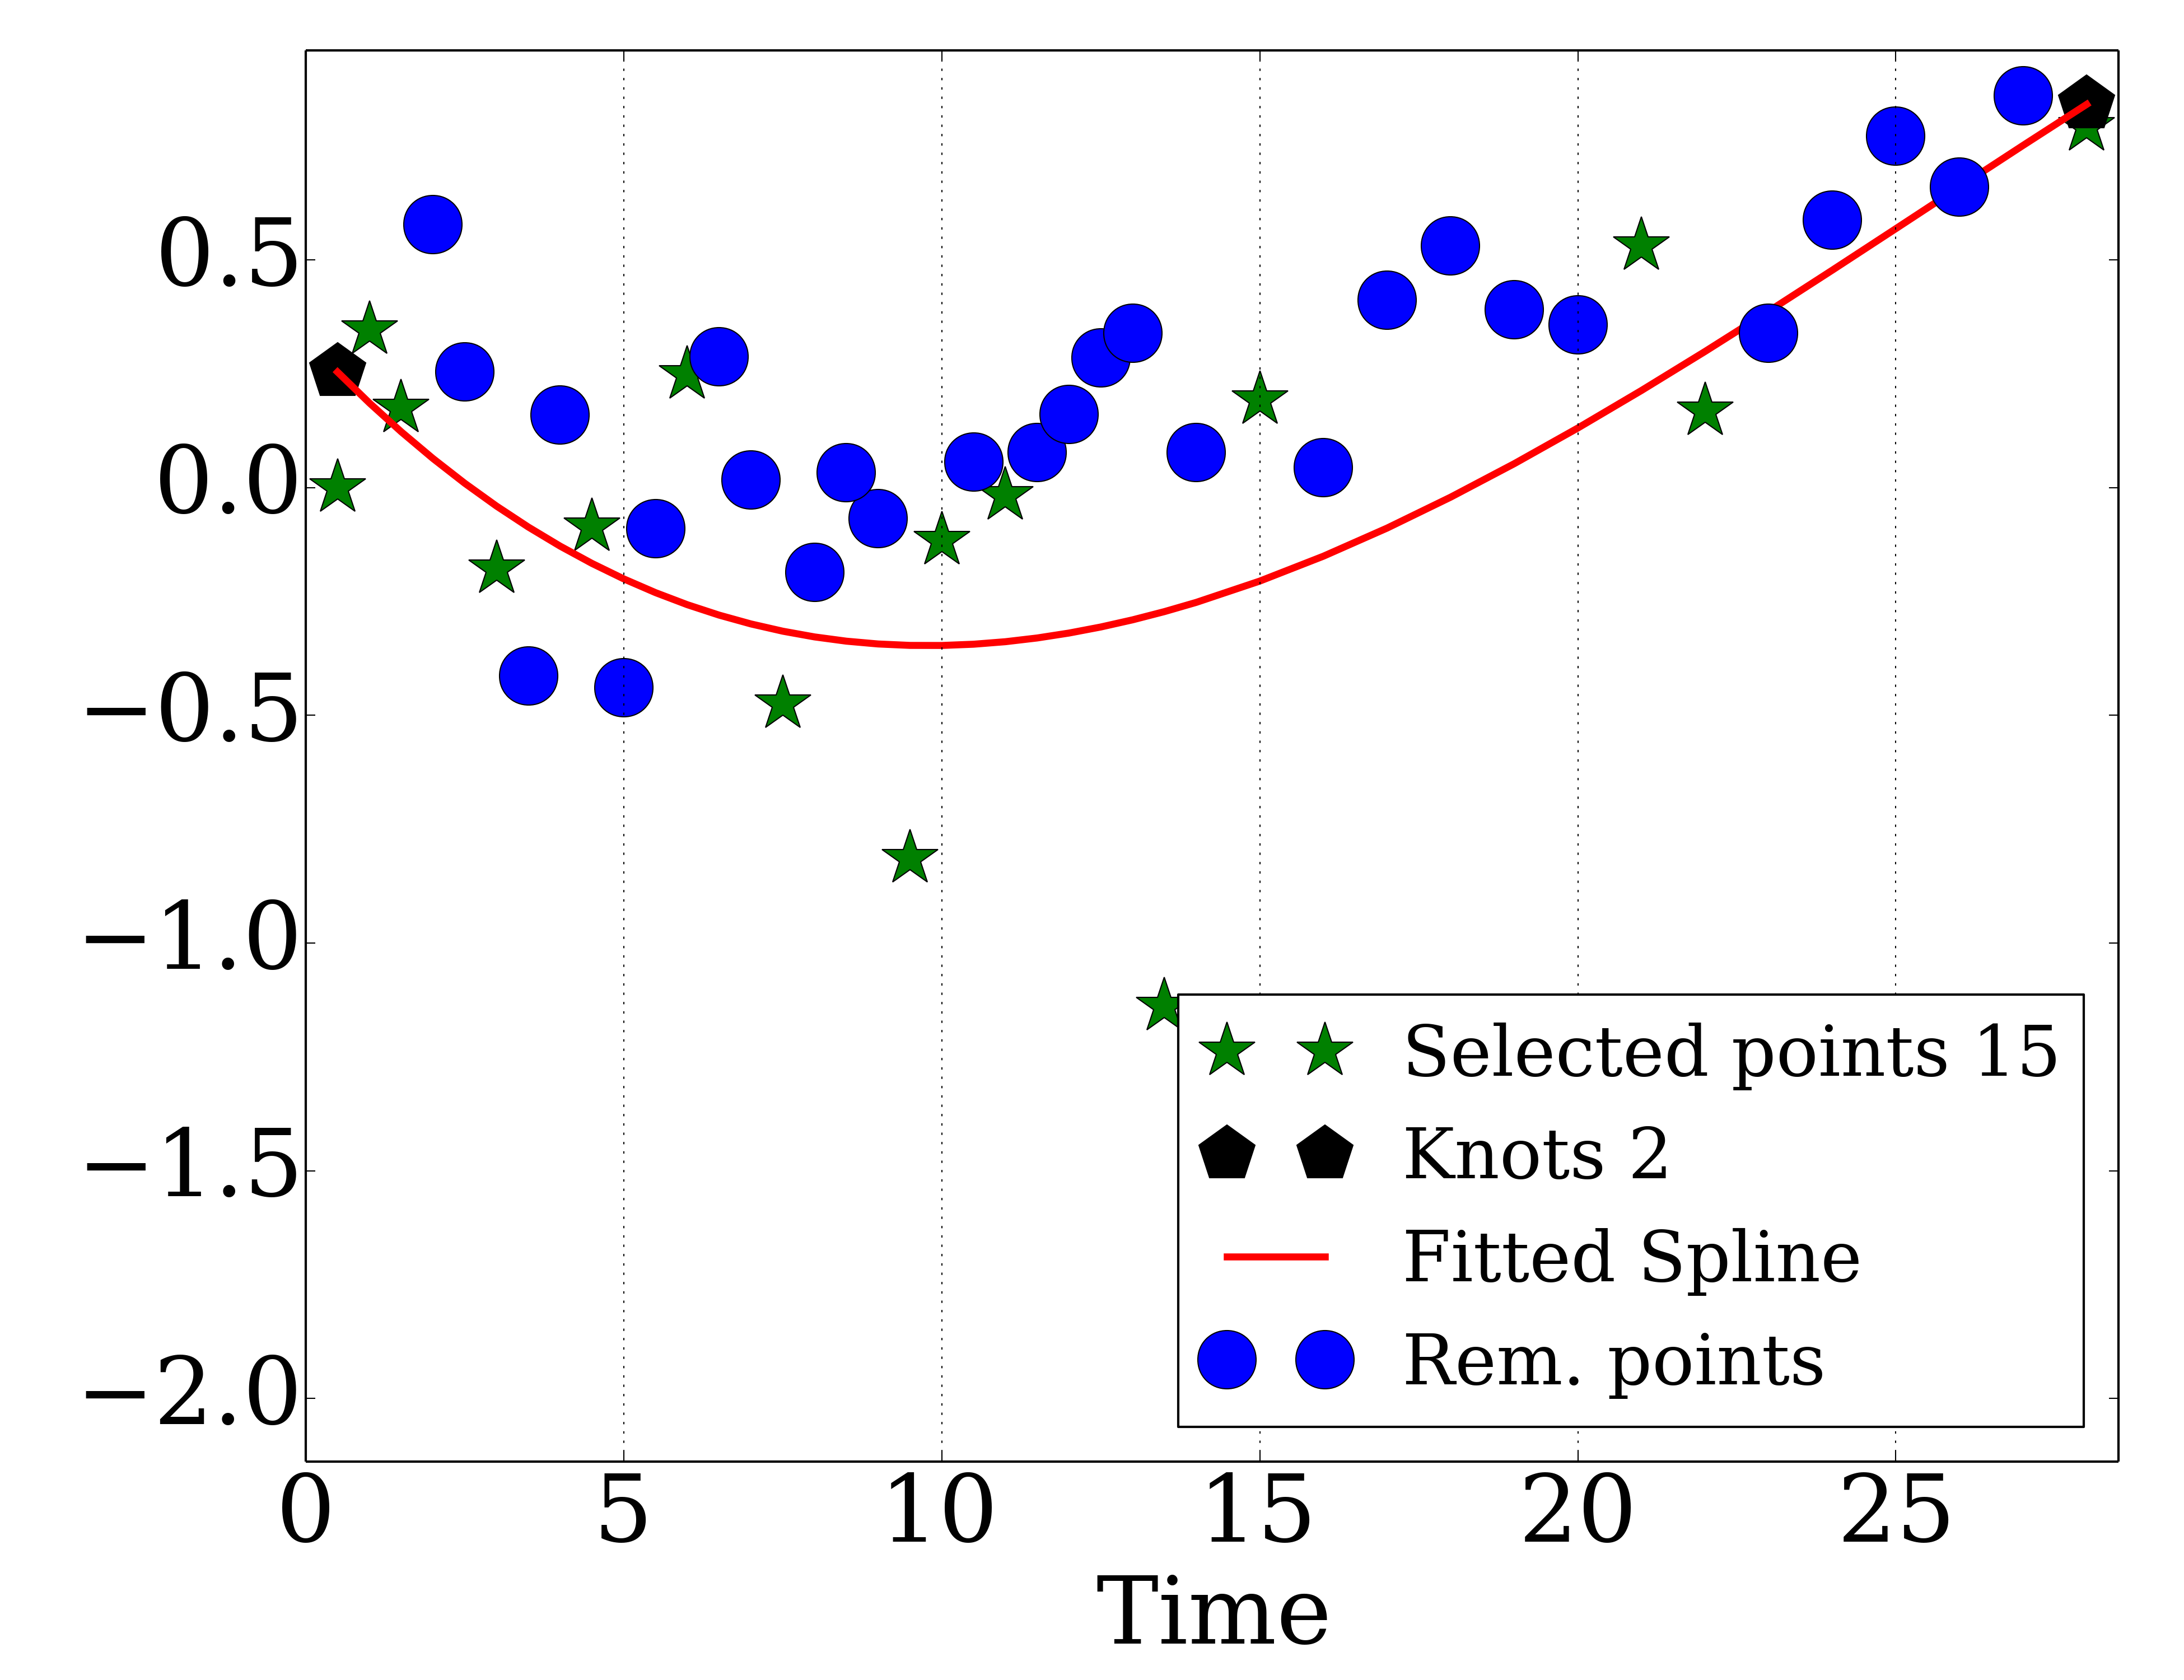 0.5
0.0
−0.5
−1.0
−1.5
−2.0
Selected points 15
Knots 2
Fitted Spline
Rem. points
0 5 10 15 20 25
Time